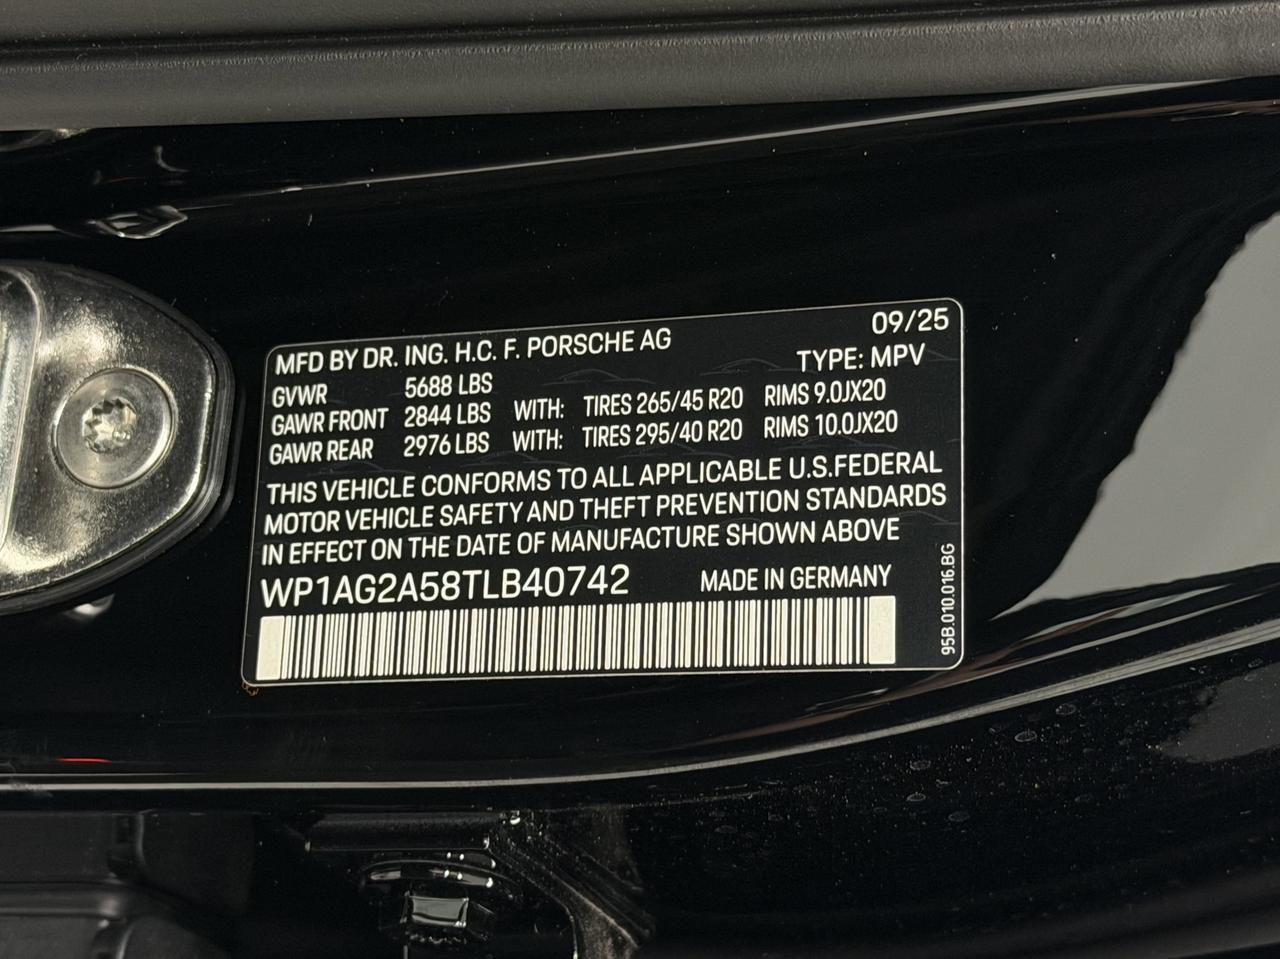 09/25
MFD BY DR. ING. H.C. F. PORSCHE AG
TYPE: MPV
GVWR 5688 LBS
GAWR FRONT 2844 LBS WITH: TIRES 265/45 R20 RIMS 9.0JX20
GAWR REAR 2976 LBS WITH: TIRES 295/40 R20 RIMS 10.0JX20
THIS VEHICLE CONFORMS TO ALL APPLICABLE U.S.FEDERAL
MOTOR VEHICLE SAFETY AND THEFT PREVENTION STANDARDS
IN EFFECT ON THE DATE OF MANUFACTURE SHOWN ABOVE
WP1AG2A58TLB40742 MADE IN GERMANY
95B.010.016.BG